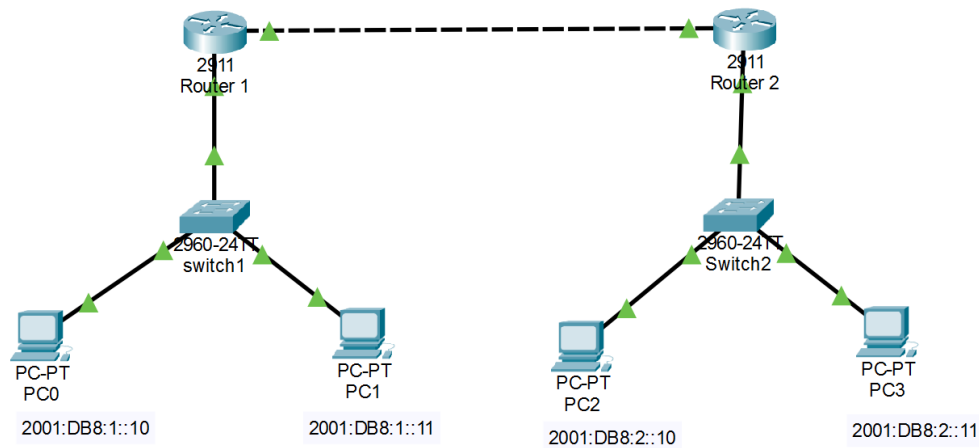 2911
Router 1
2911
Router 2
2960-24TT
switch1
2960-24TT
Switch2
PC-PT
PC0
PC-PT
PC1
PC-PT
PC2
PC-PT
PC3
2001:DB8:1::10
2001:DB8:1::11
2001:DB8:2::10
2001:DB8:2::11